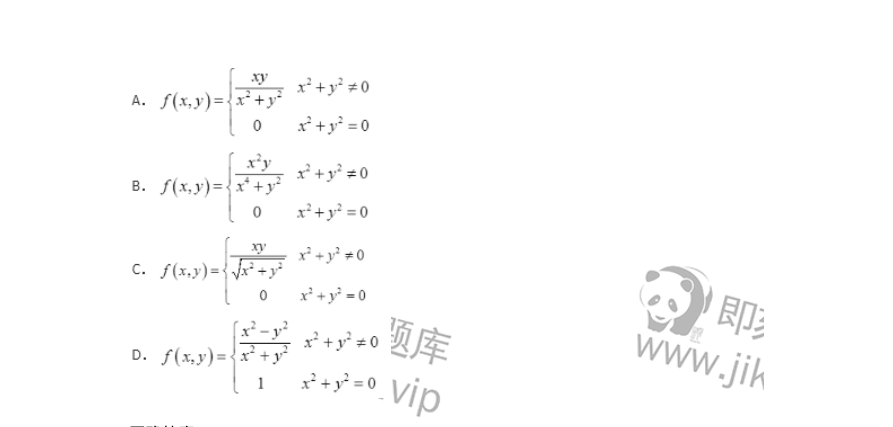 A. f(x,y)={ xy/(x²+y²) x²+y²≠0
0 x²+y²=0
B. f(x,y)={ x²y/(x⁴+y²) x²+y²≠0
0 x²+y²=0
C. f(x,y)={ xy/√(x²+y²) x²+y²≠0
0 x²+y²=0
D. f(x,y)={ (x²-y²)/(x²+y²) x²+y²≠0
1 x²+y²=0
题库
vip
即
www.jik